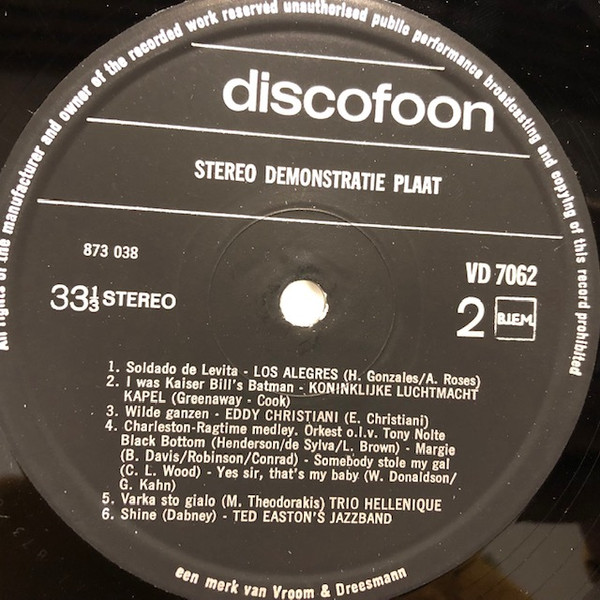 All rights of the manufacturer and owner of the recorded work reserved unauthorised public performance broadcasting and copying of this record prohibited
discofoon
STEREO DEMONSTRATIE PLAAT
873 038
VD 7062
33⅓ STEREO
2 B.I.E.M.
1. Soldado de Levita - LOS ALEGRES (H. Gonzales/A. Roses)
2. I was Kaiser Bill's Batman - KONINKLIJKE LUCHTMACHT
KAPEL (Greenaway - Cook)
3. Wilde ganzen - EDDY CHRISTIANI (E. Christiani)
4. Charleston-Ragtime medley. Orkest o.l.v. Tony Nolte
Black Bottom (Henderson/de Sylva/L. Brown) - Margie
(B. Davis/Robinson/Conrad) - Somebody stole my gal
(C. L. Wood) - Yes sir, that's my baby (W. Donaldson/
G. Kahn)
5. Varka sto gialo (M. Theodorakis) TRIO HELLENIQUE
6. Shine (Dabney) - TED EASTON'S JAZZBAND
een merk van Vroom & Dreesmann